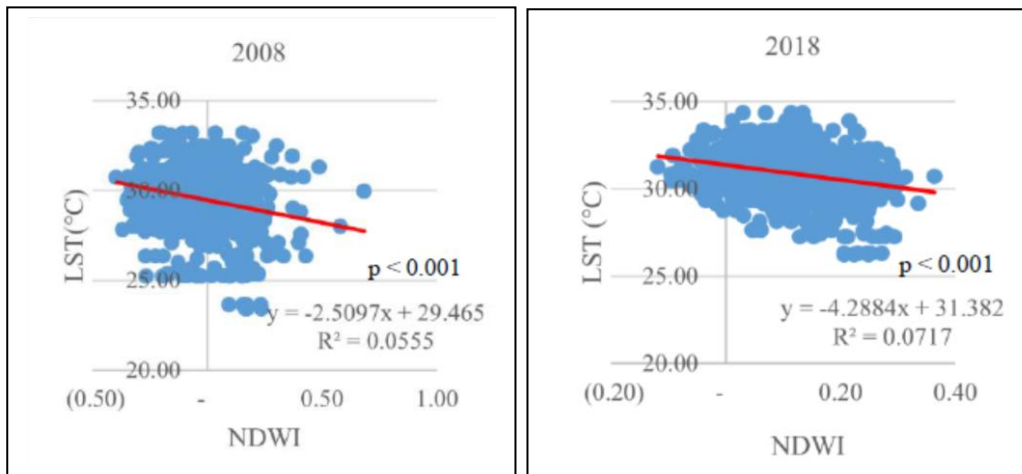 2008
35.00
30.00
25.00
20.00
LST(°C)
p < 0.001
y = -2.5097x + 29.465
R² = 0.0555
(0.50) - 0.50 1.00
NDWI
2018
35.00
30.00
25.00
20.00
LST (°C)
p < 0.001
y = -4.2884x + 31.382
R² = 0.0717
(0.20) - 0.20 0.40
NDWI